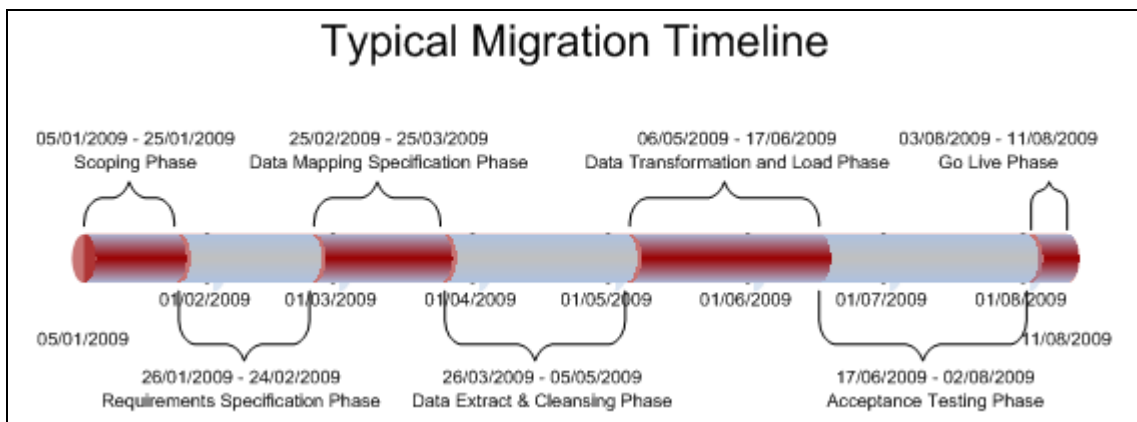 Typical Migration Timeline
05/01/2009 - 25/01/2009
Scoping Phase
25/02/2009 - 25/03/2009
Data Mapping Specification Phase
06/05/2009 - 17/06/2009
Data Transformation and Load Phase
03/08/2009 - 11/08/2009
Go Live Phase
01/02/2009
01/03/2009
01/04/2009
01/05/2009
01/06/2009
01/07/2009
01/08/2009
05/01/2009
11/08/2009
26/01/2009 - 24/02/2009
Requirements Specification Phase
26/03/2009 - 05/05/2009
Data Extract & Cleansing Phase
17/06/2009 - 02/08/2009
Acceptance Testing Phase